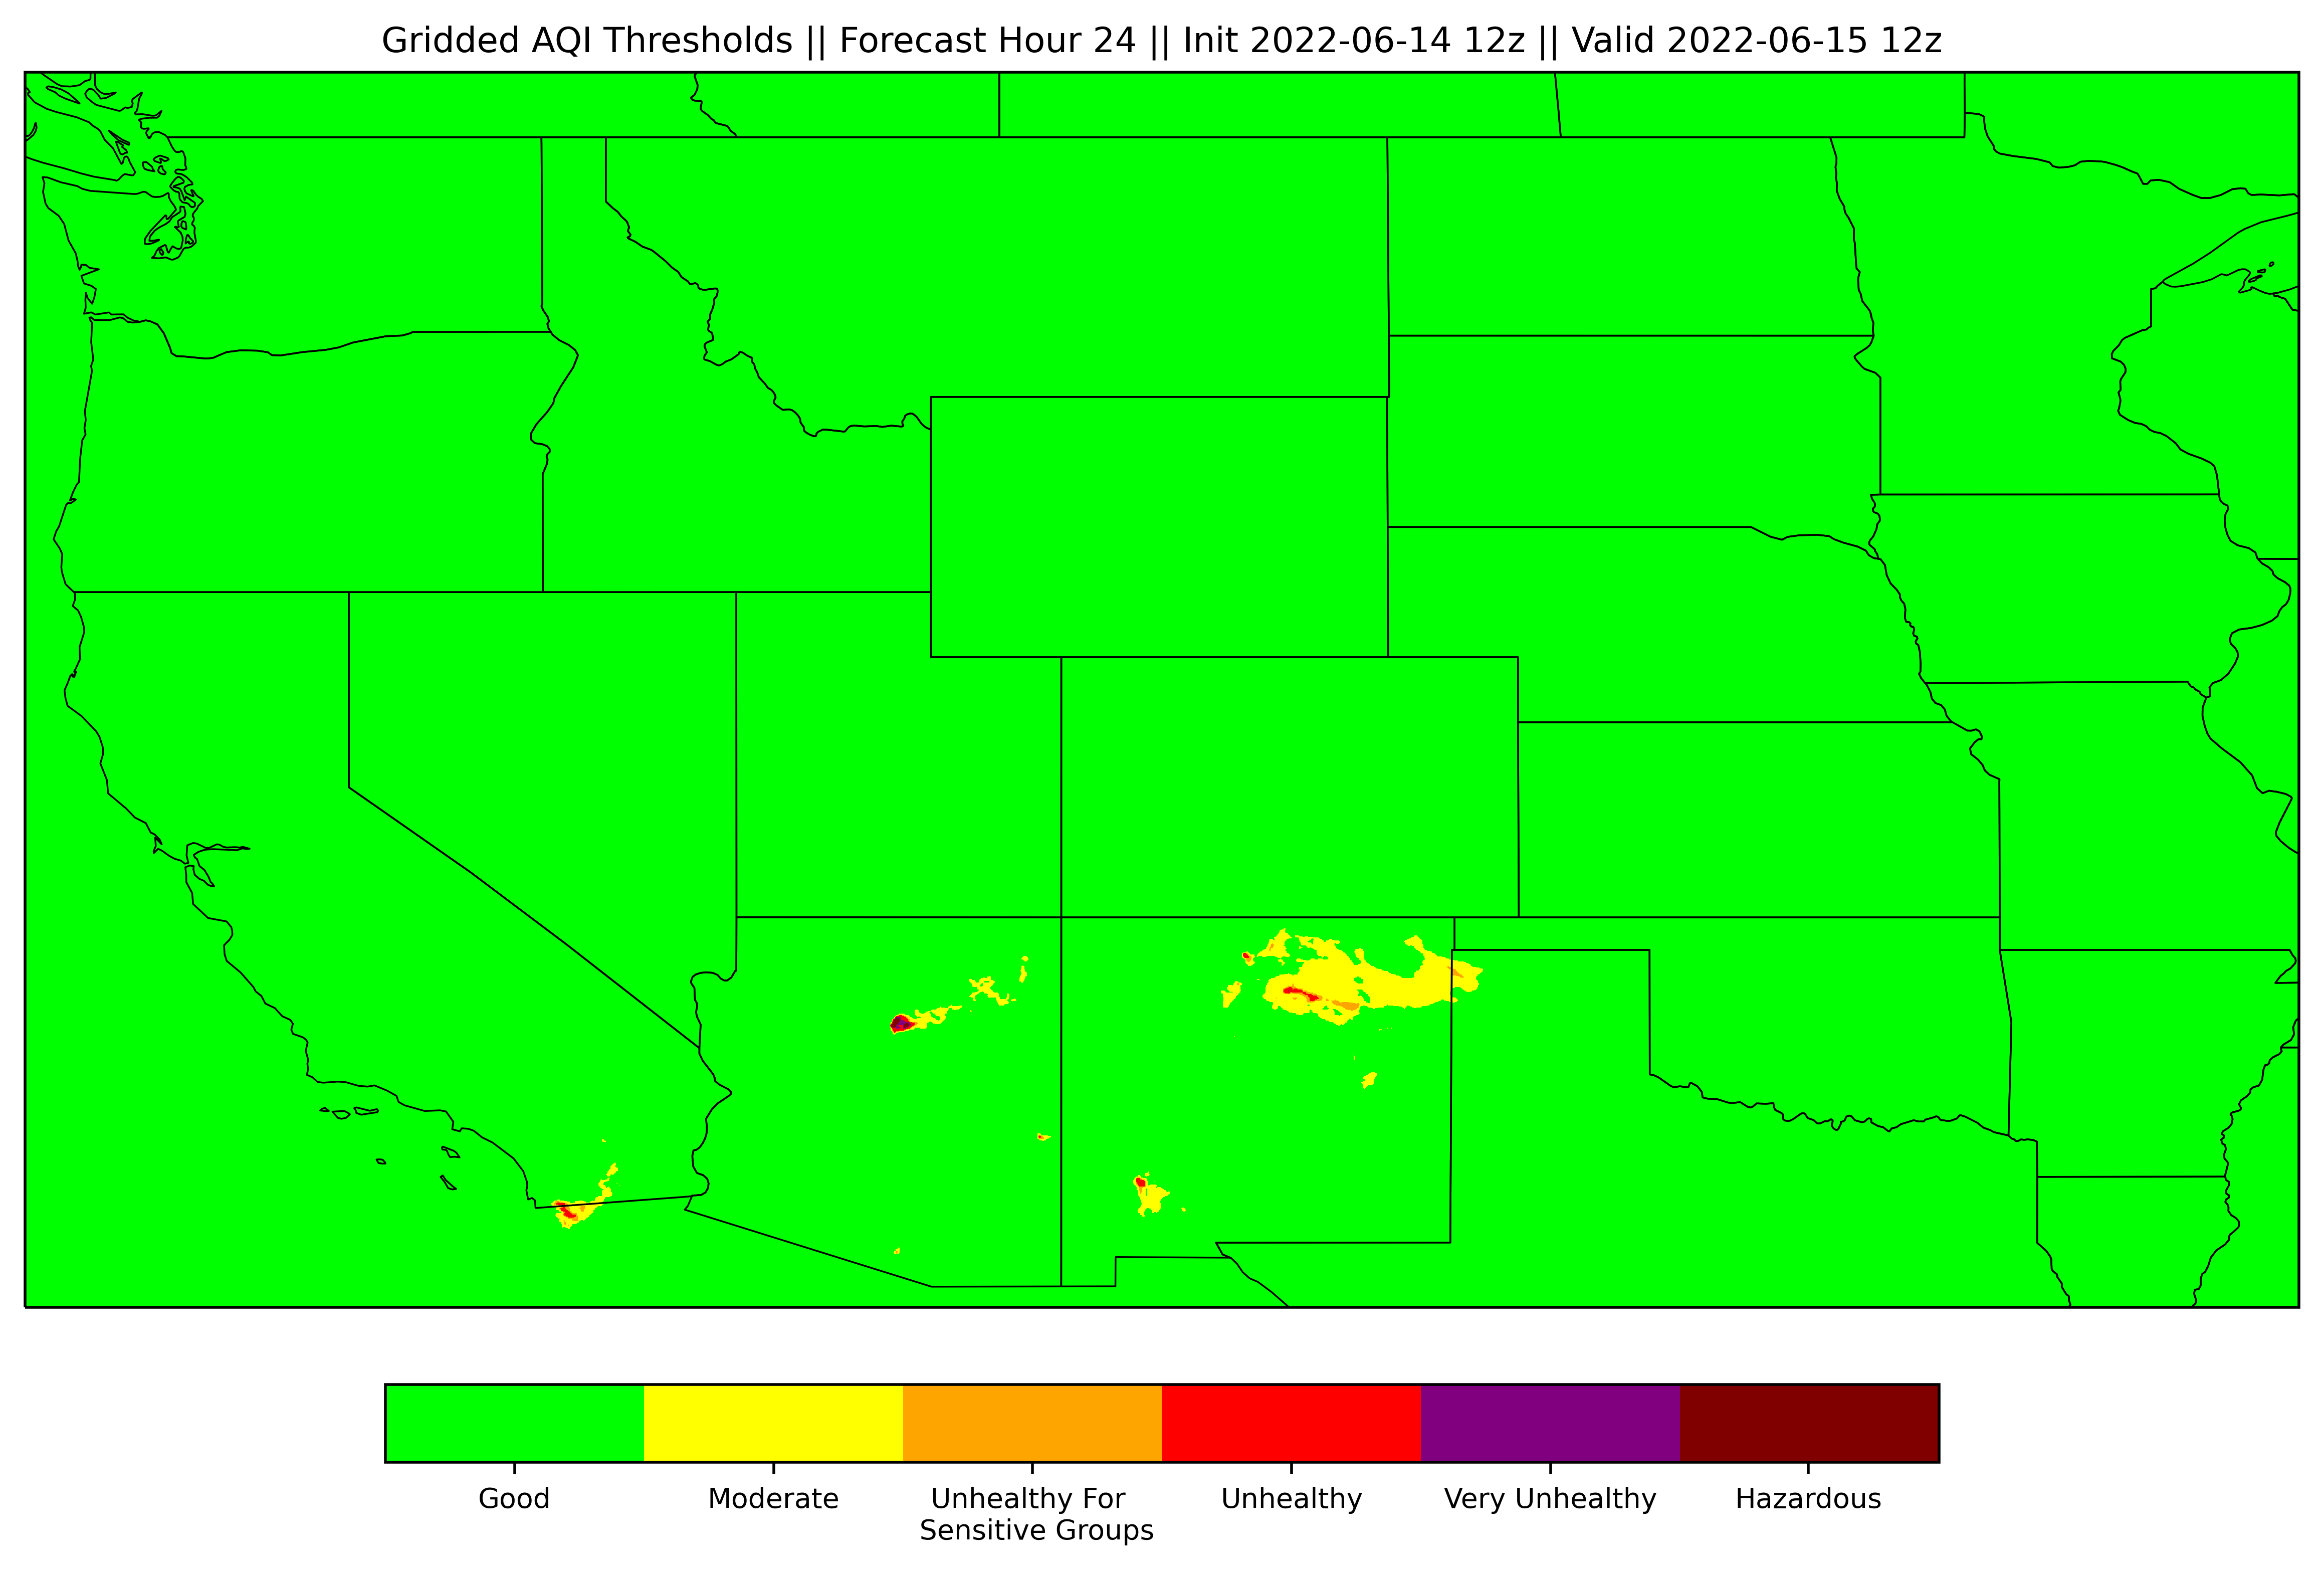 Gridded AQI Thresholds || Forecast Hour 24 || Init 2022-06-14 12z || Valid 2022-06-15 12z
Good
Moderate
Unhealthy For
Sensitive Groups
Unhealthy
Very Unhealthy
Hazardous